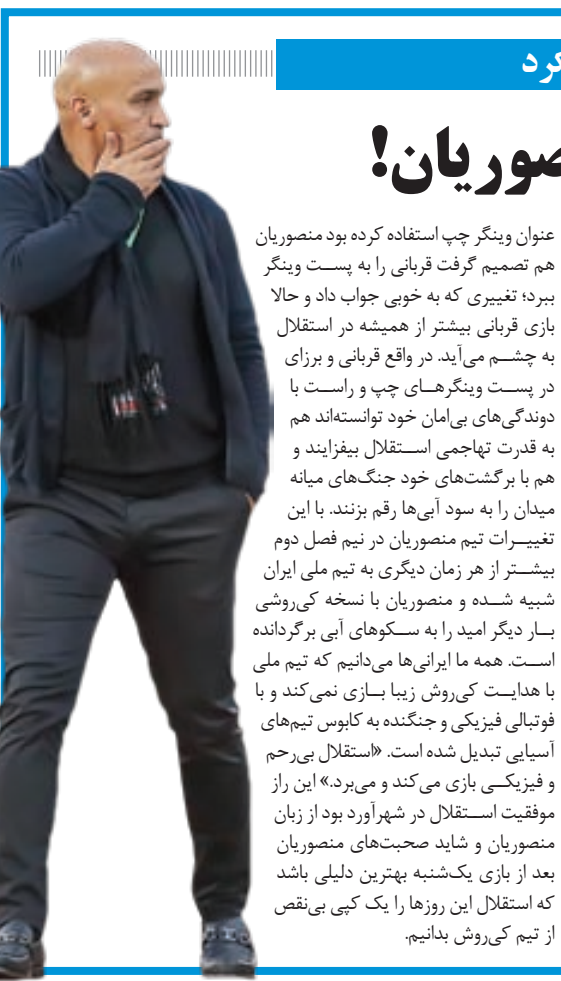 کرد
صوریان!
عنوان وینگر چپ استفاده کرده بود منصوریان
هم تصمیم گرفت قربانی را به پست وینگر
ببرد؛ تغییری که به خوبی جواب داد و حالا
بازی قربانی بیشتر از همیشه در استقلال
به چشم می‌آید. در واقع قربانی و برزای
در پست وینگرهای چپ و راست با
دوندگی‌های بی‌امان خود توانسته‌اند هم
به قدرت تهاجمی استقلال بیفزایند و
هم با برگشت‌های خود جنگ‌های میانه
میدان را به سود آبی‌ها رقم بزنند. با این
تغییرات تیم منصوریان در نیم فصل دوم
بیشتر از هر زمان دیگری به تیم ملی ایران
شبیه شده و منصوریان با نسخه کی‌روشی
بار دیگر امید را به سکوهای آبی برگردانده
است. همه ما ایرانی‌ها می‌دانیم که تیم ملی
با هدایت کی‌روش زیبا بازی نمی‌کند و با
فوتبالی فیزیکی و جنگنده به کابوس تیم‌های
آسیایی تبدیل شده است. «استقلال بی‌رحم
و فیزیکی بازی می‌کند و می‌برد.» این راز
موفقیت استقلال در شهرآورد بود از زبان
منصوریان و شاید صحبت‌های منصوریان
بعد از بازی یک‌شنبه بهترین دلیلی باشد
که استقلال این روزها را یک کپی بی‌نقص
از تیم کی‌روش بدانیم.